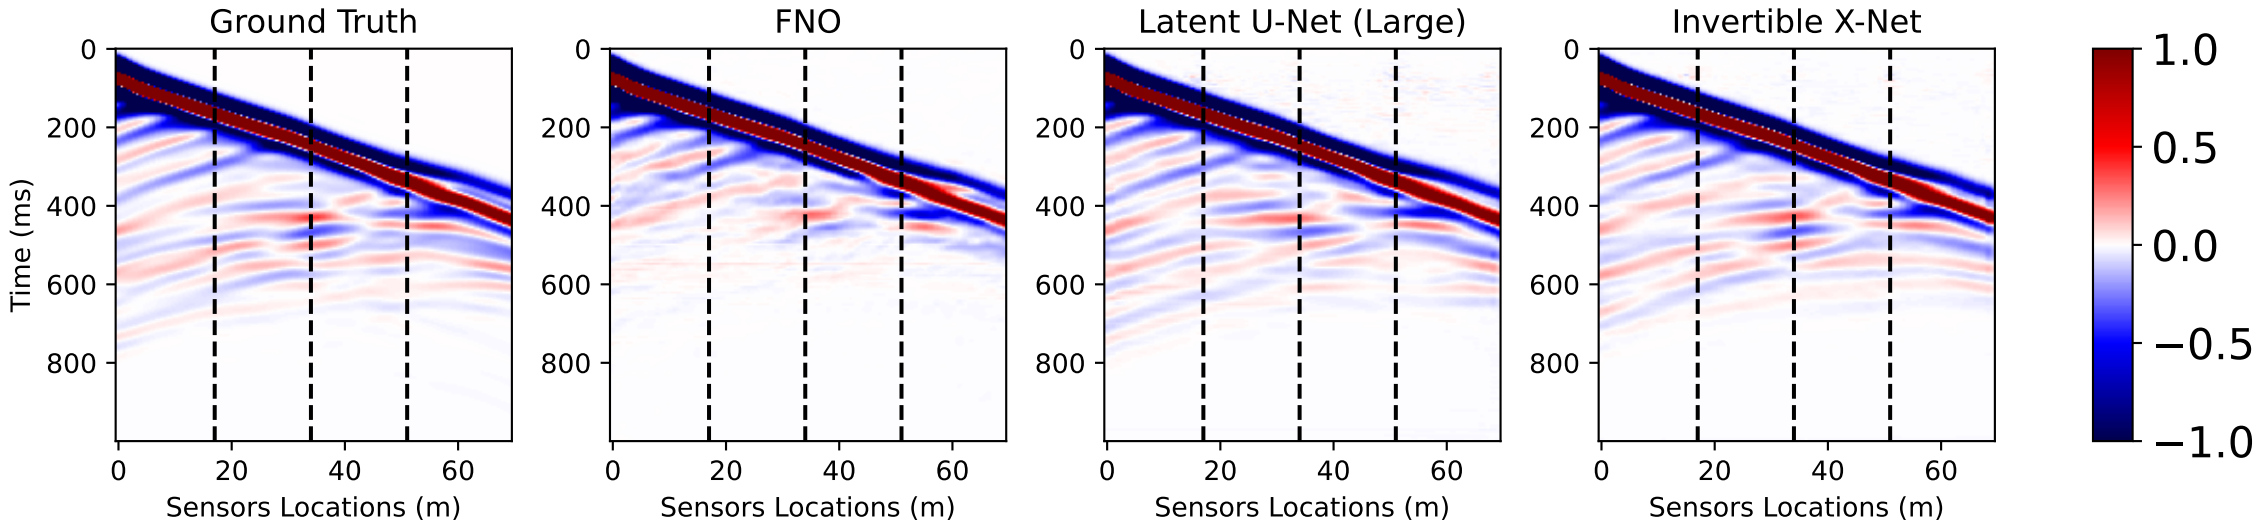 Ground Truth
FNO
Latent U-Net (Large)
Invertible X-Net
Time (ms)
0
200
400
600
800
0 20 40 60
Sensors Locations (m)
0
200
400
600
800
0 20 40 60
Sensors Locations (m)
0
200
400
600
800
0 20 40 60
Sensors Locations (m)
0
200
400
600
800
0 20 40 60
Sensors Locations (m)
1.0
0.5
0.0
−0.5
−1.0